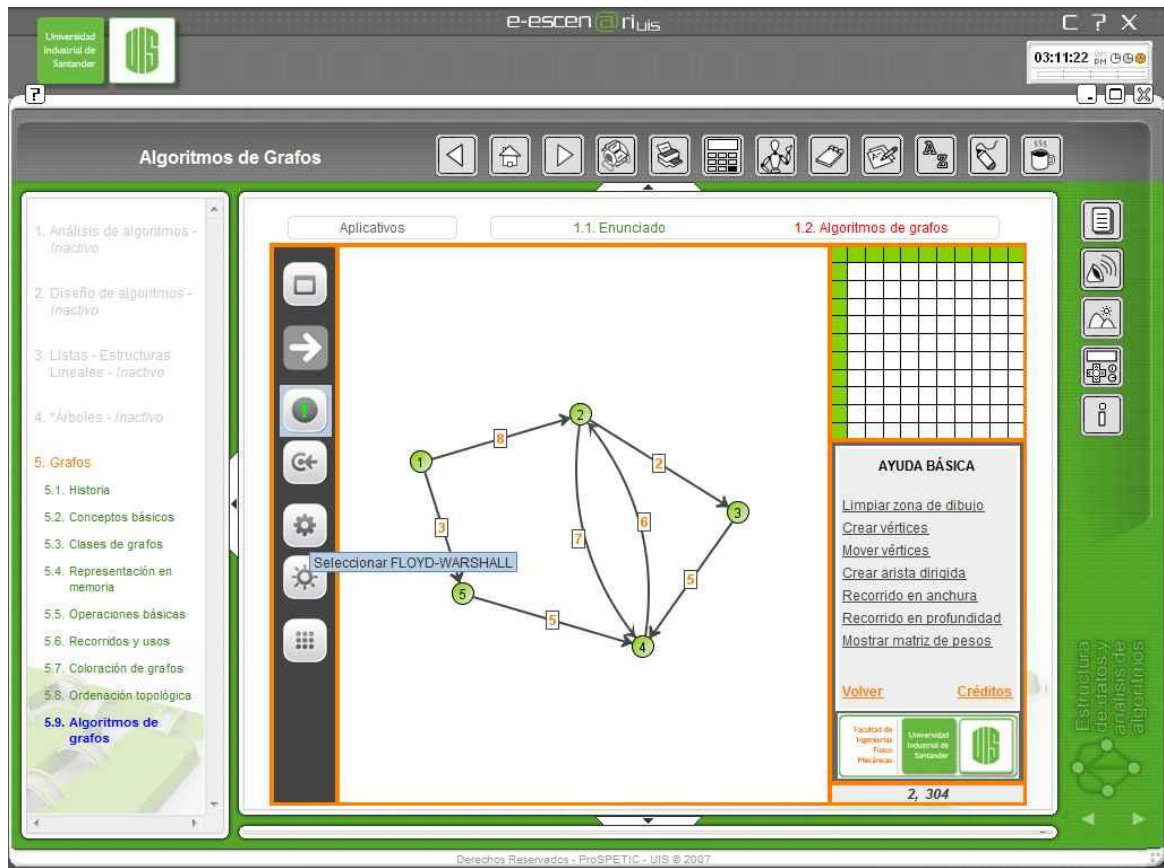 e-escen@ri uis
C ? X
Universidad
Industrial de
Santander
UIS
03:11:22 PM
?
Algoritmos de Grafos
A
Z
1. Análisis de algoritmos -
Inactivo
2. Diseño de algoritmos -
Inactivo
3. Listas - Estructuras
Lineales - Inactivo
4. *Árboles - Inactivo
5. Grafos
5.1. Historia
5.2. Conceptos básicos
5.3. Clases de grafos
5.4. Representación en
memoria
5.5. Operaciones básicas
5.6. Recorridos y usos
5.7. Coloración de grafos
5.8. Ordenación topológica
5.9. Algoritmos de
grafos
Aplicativos
1.1. Enunciado
1.2. Algoritmos de grafos
1
2
3
4
5
8
2
3
7
6
5
5
Seleccionar FLOYD-WARSHALL
AYUDA BÁSICA
Limpiar zona de dibujo
Crear vértices
Mover vértices
Crear arista dirigida
Recorrido en anchura
Recorrido en profundidad
Mostrar matriz de pesos
Volver
Créditos
Facultad de
Ingenierías
Físico
Mecánicas
Universidad
Industrial de
Santander
UIS
2, 304
Estructura
de datos y
analisis de
algoritmos
Derechos Reservados - ProSPETIC - UIS © 2007